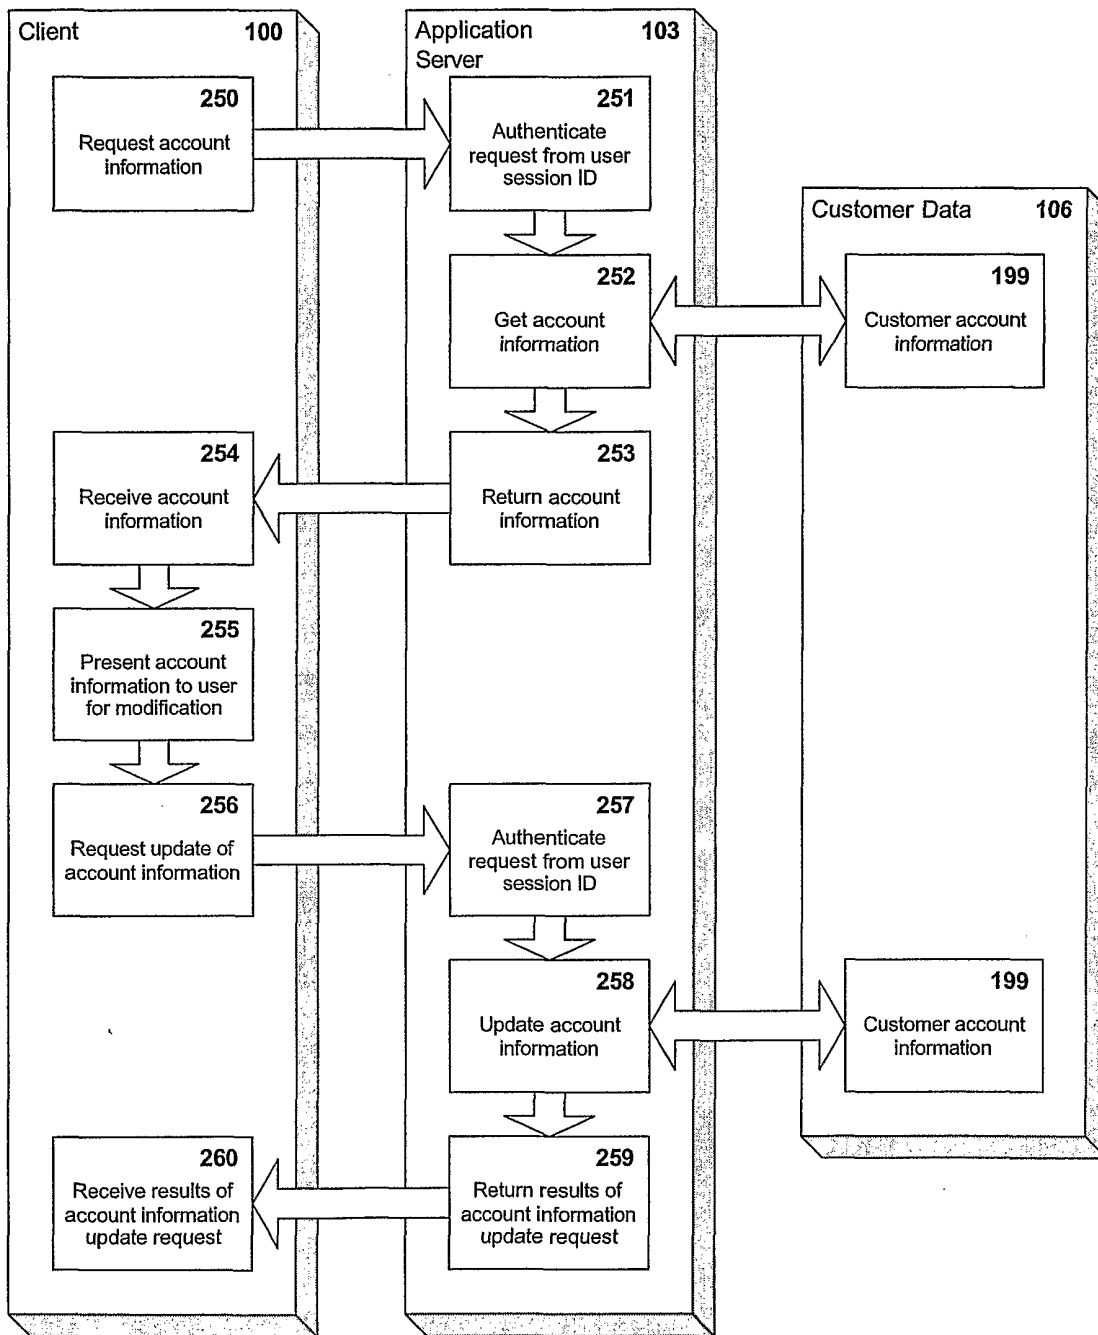 Client 100
Application 103
Server
250
Request account
information
251
Authenticate
request from user
session ID
Customer Data 106
252
Get account
information
199
Customer account
information
254
Receive account
information
253
Return account
information
255
Present account
information to user
for modification
256
Request update of
account information
257
Authenticate
request from user
session ID
258
Update account
information
199
Customer account
information
260
Receive results of
account information
update request
259
Return results of
account information
update request